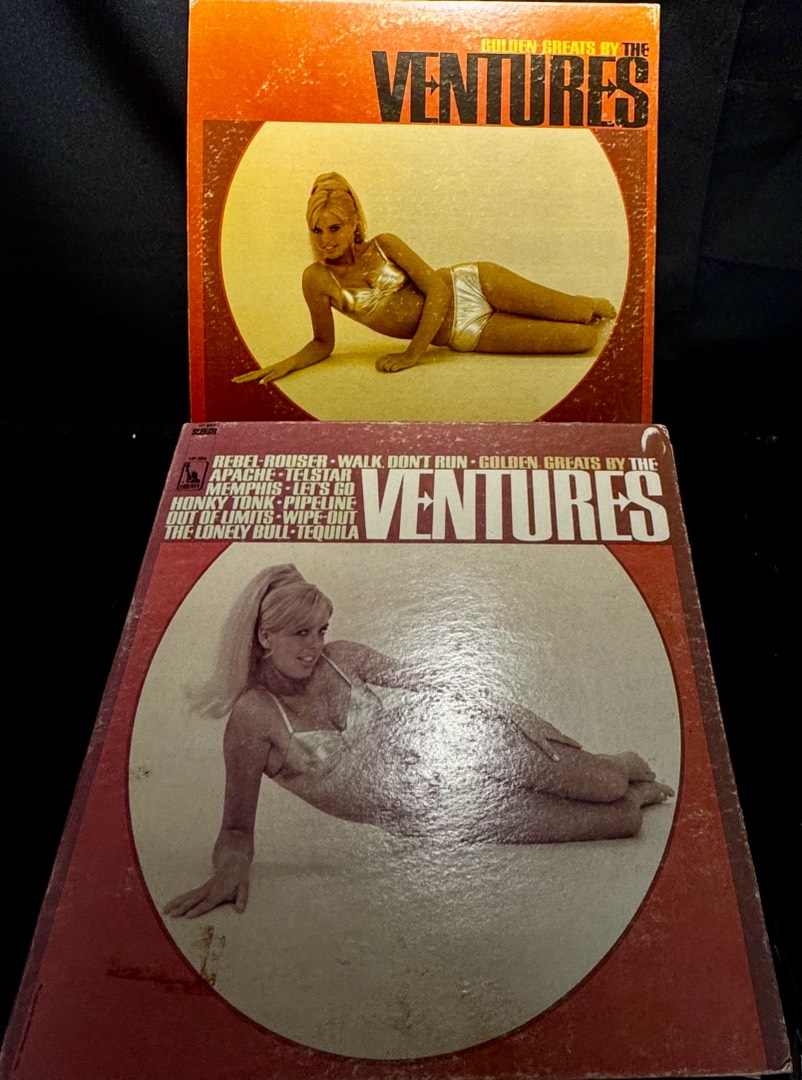 GOLDEN GREATS BY THE
VENTURES
REBEL-ROUSER • WALK, DON'T RUN • GOLDEN GREATS BY THE
APACHE • TELSTAR
MEMPHIS • LET'S GO
HONKY TONK • PIPELINE
OUT OF LIMITS • WIPE-OUT
THE LONELY BULL • TEQUILA
VENTURES
LIBERTY